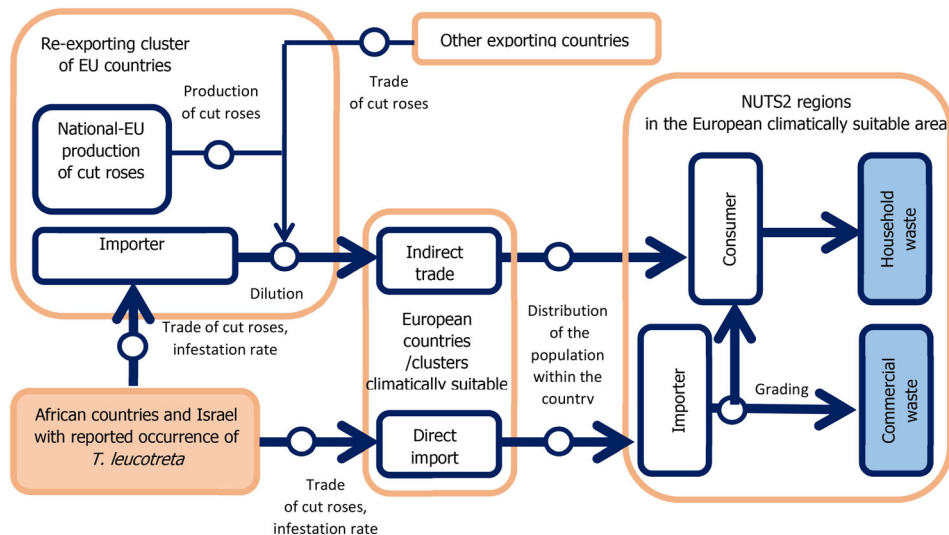 Re-exporting cluster
of EU countries
Production
of cut roses
National-EU
production
of cut roses
Importer
Dilution
Trade of cut roses,
infestation rate
African countries and Israel
with reported occurrence of
T. leucotreta
Other exporting countries
Trade
of cut roses
Indirect
trade
European
countries
/clusters
climatically suitable
Direct
import
Trade
of cut roses,
infestation rate
Distribution
of the
population
within the
country
NUTS2 regions
in the European climatically suitable area
Consumer
Household
waste
Importer
Grading
Commercial
waste